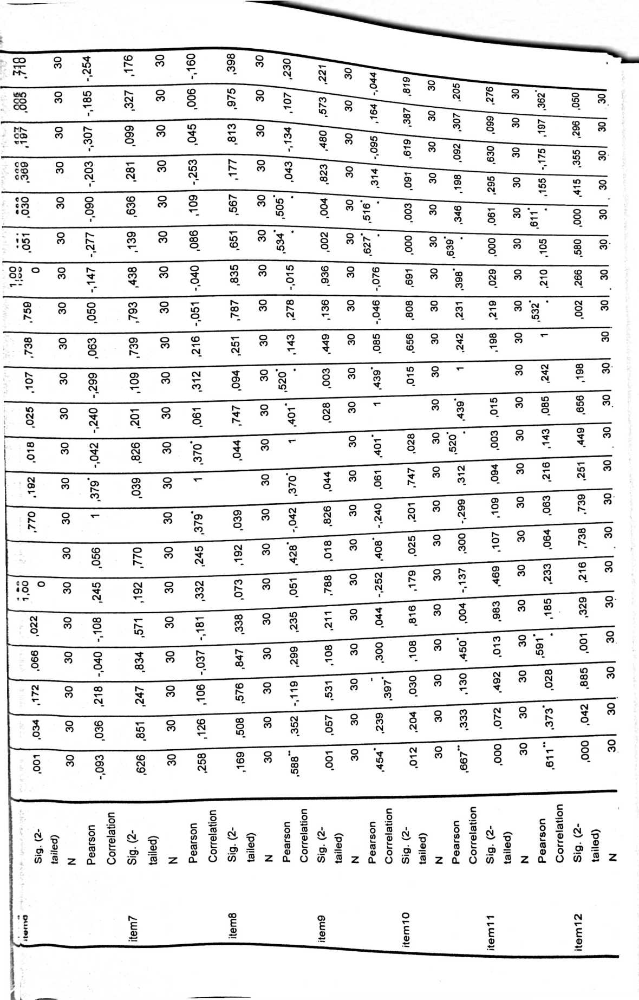 Sig. (2-tailed) ,001 ,034 ,172 ,066 ,022 1,000 ,770 ,192 ,018 ,025 ,107 ,738 ,759 1,000 ,051 ,030 ,369 ,197 ,005 ,710
N 30 30 30 30 30 30 30 30 30 30 30 30 30 30 30 30 30 30 30 30 30
item7 Pearson Correlation -,093 ,036 ,218 -,040 -,108 ,245 ,056 1 ,379* -,042 -,240 -,299 ,063 ,050 -,147 -,277 -,090 -,203 -,307 -,185 -,254
Sig. (2-tailed) ,626 ,851 ,247 ,834 ,571 ,192 ,770 ,039 ,826 ,201 ,109 ,739 ,793 ,438 ,139 ,636 ,281 ,099 ,327 ,176
N 30 30 30 30 30 30 30 30 30 30 30 30 30 30 30 30 30 30 30 30 30
item8 Pearson Correlation ,258 ,126 ,106 -,037 -,181 ,332 ,245 ,379* 1 ,370* ,061 ,312 ,216 -,051 -,040 ,086 ,109 -,253 ,045 ,006 -,160
Sig. (2-tailed) ,169 ,508 ,576 ,847 ,338 ,073 ,192 ,039 ,044 ,747 ,094 ,251 ,787 ,835 ,651 ,567 ,177 ,813 ,975 ,398
N 30 30 30 30 30 30 30 30 30 30 30 30 30 30 30 30 30 30 30 30 30
item9 Pearson Correlation ,588** ,352 -,119 ,299 ,235 ,051 ,428* -,042 ,370* 1 ,401* ,520** ,143 ,278 -,015 ,534** ,505** ,043 -,134 ,107 ,230
Sig. (2-tailed) ,001 ,057 ,531 ,108 ,211 ,788 ,018 ,826 ,044 ,028 ,003 ,449 ,136 ,936 ,002 ,004 ,823 ,480 ,573 ,221
N 30 30 30 30 30 30 30 30 30 30 30 30 30 30 30 30 30 30 30 30 30
item10 Pearson Correlation ,454* ,239 -,397* ,300 ,044 -,252 ,408* -,240 ,061 ,401* 1 ,439* ,085 -,046 -,076 ,627** ,516** ,314 -,095 ,164 -,044
Sig. (2-tailed) ,012 ,204 ,030 ,108 ,816 ,179 ,025 ,201 ,747 ,028 ,015 ,656 ,808 ,691 ,000 ,003 ,091 ,619 ,387 ,819
N 30 30 30 30 30 30 30 30 30 30 30 30 30 30 30 30 30 30 30 30 30
item11 Pearson Correlation ,667** ,333 ,130 ,450* ,004 -,137 ,300 -,299 ,312 ,520** ,439* 1 ,242 ,231 ,398* ,639** ,346 ,198 ,092 ,307 ,205
Sig. (2-tailed) ,000 ,072 ,492 ,013 ,983 ,469 ,107 ,109 ,094 ,003 ,015 ,198 ,219 ,029 ,000 ,061 ,295 ,630 ,099 ,276
N 30 30 30 30 30 30 30 30 30 30 30 30 30 30 30 30 30 30 30 30 30
item12 Pearson Correlation ,611** ,373* ,028 ,591** ,185 ,233 ,064 ,063 ,216 ,143 ,085 ,242 1 ,532** ,210 ,105 ,611** ,155 -,175 ,197 ,362*
Sig. (2-tailed) ,000 ,042 ,885 ,001 ,329 ,216 ,738 ,739 ,251 ,449 ,656 ,198 ,002 ,266 ,580 ,000 ,415 ,355 ,296 ,050
N 30 30 30 30 30 30 30 30 30 30 30 30 30 30 30 30 30 30 30 30 30